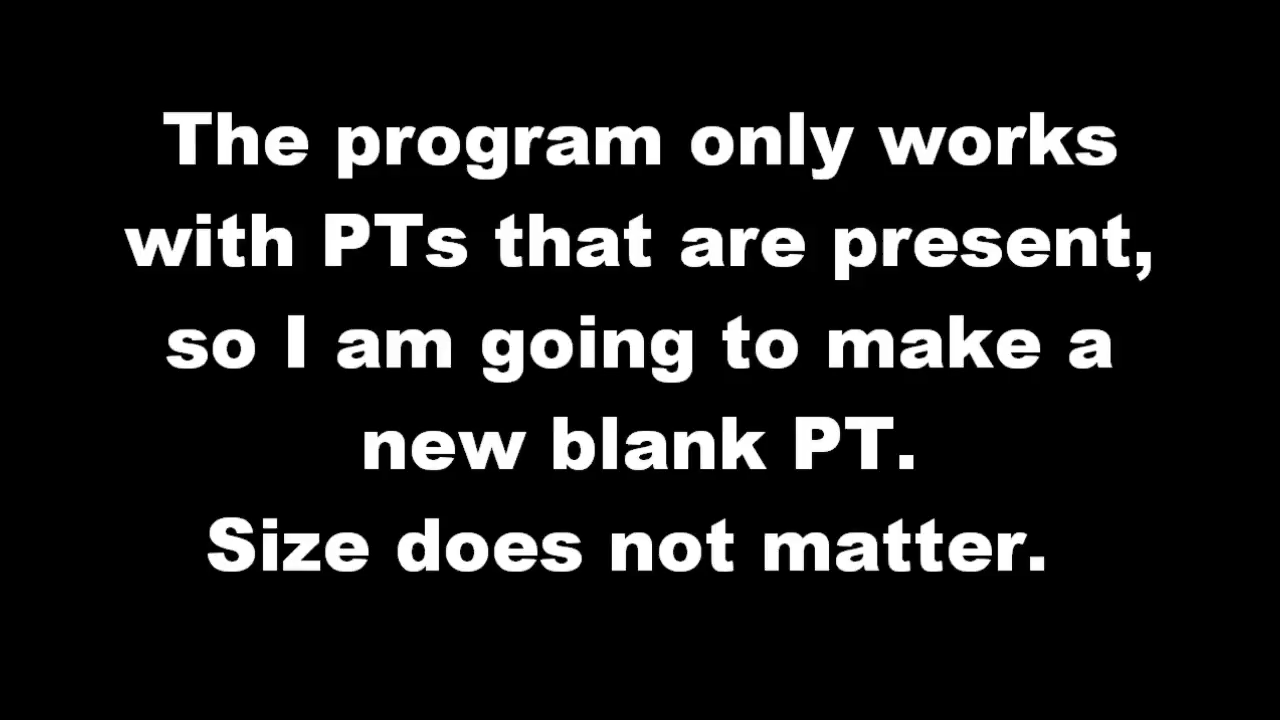 The program only works
with PTs that are present,
so I am going to make a
new blank PT.
Size does not matter.